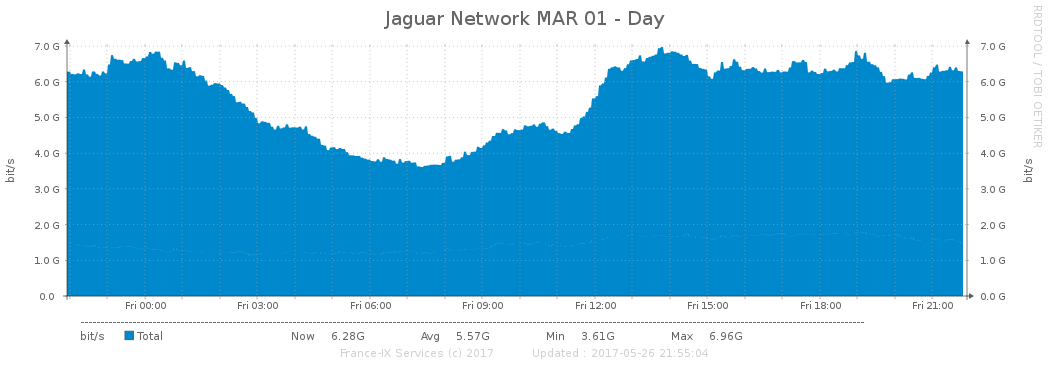 Jaguar Network MAR 01 - Day
RRDTOOL / TOBI OETIKER
bit/s
7.0 G
6.0 G
5.0 G
4.0 G
3.0 G
2.0 G
1.0 G
0.0
7.0 G
6.0 G
5.0 G
4.0 G
3.0 G
2.0 G
1.0 G
0.0 G
bit/s
Fri 00:00 Fri 03:00 Fri 06:00 Fri 09:00 Fri 12:00 Fri 15:00 Fri 18:00 Fri 21:00
bit/s Total Now 6.28G Avg 5.57G Min 3.61G Max 6.96G
France-IX Services (c) 2017 Updated : 2017-05-26 21:55:04